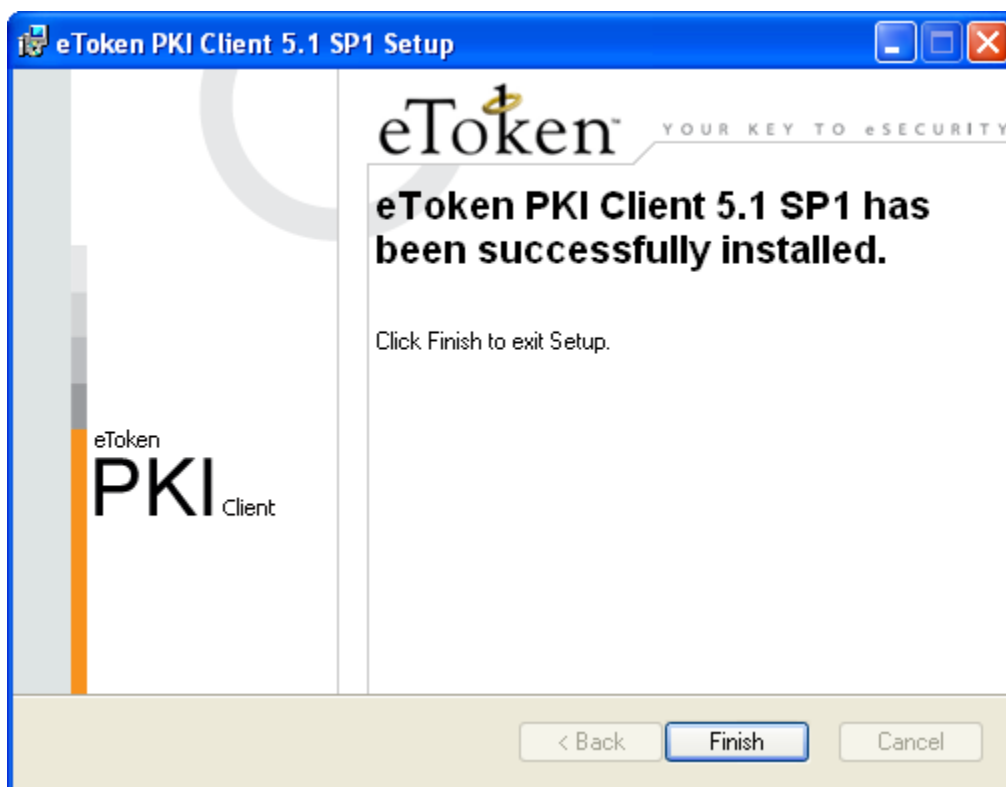 eToken PKI Client 5.1 SP1 Setup
eToken™
YOUR KEY TO eSECURITY
eToken PKI Client 5.1 SP1 has
been successfully installed.
Click Finish to exit Setup.
eToken
PKI Client
< Back
Finish
Cancel